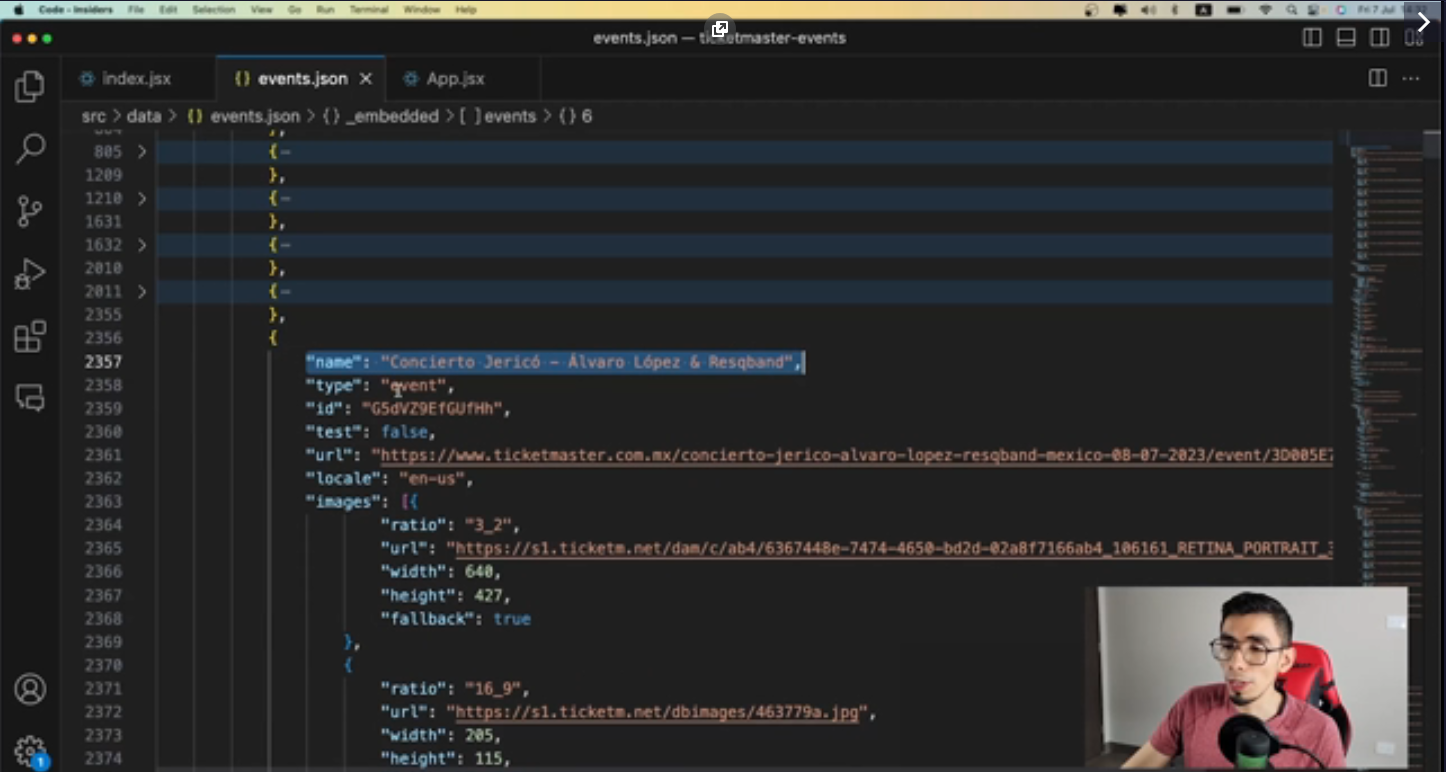 Code - Insiders File Edit Selection View Go Run Terminal Window Help Fri 7 Jul
events.json — ticketmaster-events
index.jsx {} events.json × App.jsx
src > data > {} events.json > {} _embedded > [ ] events > {} 6
804 },
805 > {–
1209 },
1210 > {–
1631 },
1632 > {–
2010 },
2011 > {–
2355 },
2356 {
2357 "name": "Concierto Jericó - Álvaro López & Resqband",
2358 "type": "event",
2359 "id": "G5dVZ9EfGUfHh",
2360 "test": false,
2361 "url": "https://www.ticketmaster.com.mx/concierto-jerico-alvaro-lopez-resqband-mexico-08-07-2023/event/3D005E7
2362 "locale": "en-us",
2363 "images": [{
2364 "ratio": "3_2",
2365 "url": "https://s1.ticketm.net/dam/c/ab4/6367448e-7474-4650-bd2d-02a8f7166ab4_106161_RETINA_PORTRAIT_3
2366 "width": 640,
2367 "height": 427,
2368 "fallback": true
2369 },
2370 {
2371 "ratio": "16_9",
2372 "url": "https://s1.ticketm.net/dbimages/463779a.jpg",
2373 "width": 205,
2374 "height": 115,
1